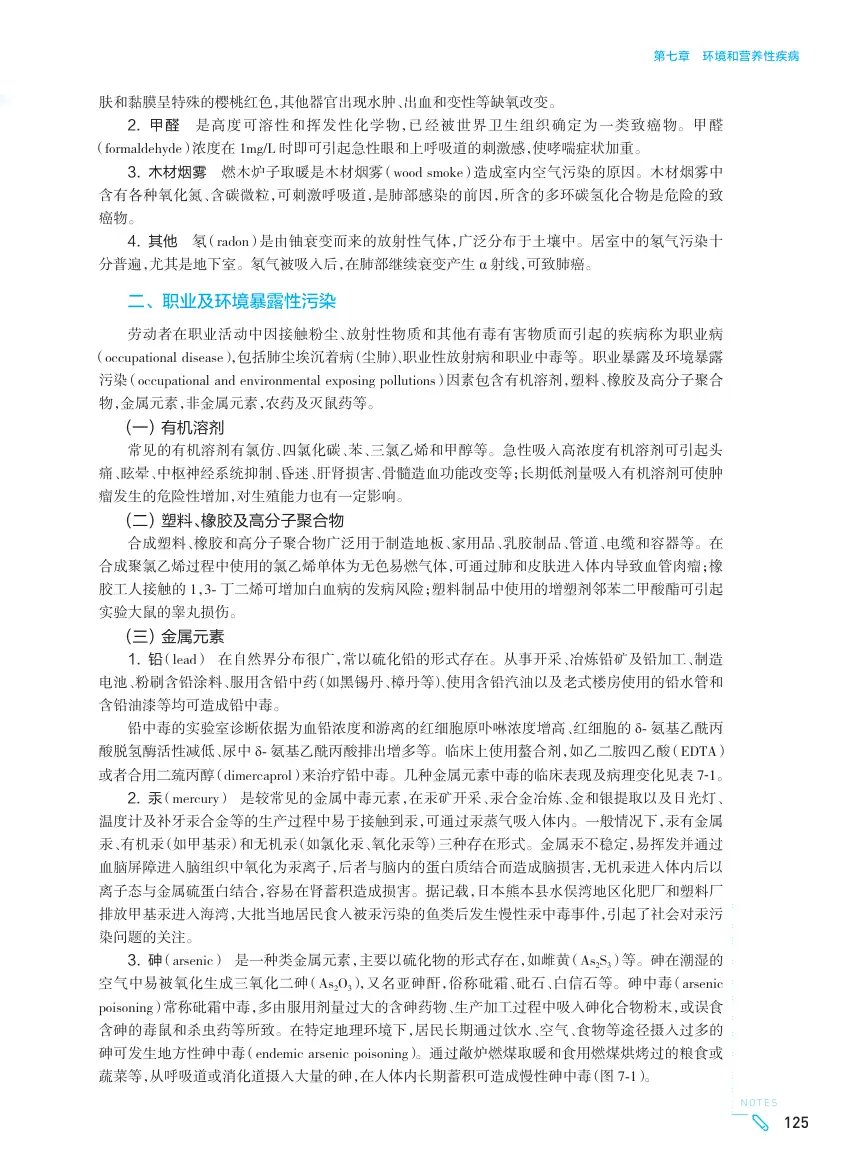 第七章 环境和营养性疾病
肤和黏膜呈特殊的樱桃红色,其他器官出现水肿、出血和变性等缺氧改变。
2. 甲醛 是高度可溶性和挥发性化学物,已经被世界卫生组织确定为一类致癌物。甲醛
(formaldehyde)浓度在 1mg/L 时即可引起急性眼和上呼吸道的刺激感,使哮喘症状加重。
3. 木材烟雾 燃木炉子取暖是木材烟雾(wood smoke)造成室内空气污染的原因。木材烟雾中
含有各种氧化氮、含碳微粒,可刺激呼吸道,是肺部感染的前因,所含的多环碳氢化合物是危险的致
癌物。
4. 其他 氡(radon)是由铀衰变而来的放射性气体,广泛分布于土壤中。居室中的氡气污染十
分普遍,尤其是地下室。氡气被吸入后,在肺部继续衰变产生 α 射线,可致肺癌。
二、职业及环境暴露性污染
劳动者在职业活动中因接触粉尘、放射性物质和其他有毒有害物质而引起的疾病称为职业病
(occupational disease),包括肺尘埃沉着病(尘肺)、职业性放射病和职业中毒等。职业暴露及环境暴露
污染(occupational and environmental exposing pollutions)因素包含有机溶剂,塑料、橡胶及高分子聚合
物,金属元素,非金属元素,农药及灭鼠药等。
(一)有机溶剂
常见的有机溶剂有氯仿、四氯化碳、苯、三氯乙烯和甲醇等。急性吸入高浓度有机溶剂可引起头
痛、眩晕、中枢神经系统抑制、昏迷、肝肾损害、骨髓造血功能改变等;长期低剂量吸入有机溶剂可使肿
瘤发生的危险性增加,对生殖能力也有一定影响。
(二)塑料、橡胶及高分子聚合物
合成塑料、橡胶和高分子聚合物广泛用于制造地板、家用品、乳胶制品、管道、电缆和容器等。在
合成聚氯乙烯过程中使用的氯乙烯单体为无色易燃气体,可通过肺和皮肤进入体内导致血管肉瘤;橡
胶工人接触的 1,3- 丁二烯可增加白血病的发病风险;塑料制品中使用的增塑剂邻苯二甲酸酯可引起
实验大鼠的睾丸损伤。
(三)金属元素
1. 铅(lead) 在自然界分布很广,常以硫化铅的形式存在。从事开采、冶炼铅矿及铅加工、制造
电池、粉刷含铅涂料、服用含铅中药(如黑锡丹、樟丹等)、使用含铅汽油以及老式楼房使用的铅水管和
含铅油漆等均可造成铅中毒。
铅中毒的实验室诊断依据为血铅浓度和游离的红细胞原卟啉浓度增高、红细胞的 δ- 氨基乙酰丙
酸脱氢酶活性减低、尿中 δ- 氨基乙酰丙酸排出增多等。临床上使用螯合剂,如乙二胺四乙酸(EDTA)
或者合用二巯丙醇(dimercaprol)来治疗铅中毒。几种金属元素中毒的临床表现及病理变化见表 7-1。
2. 汞(mercury) 是较常见的金属中毒元素,在汞矿开采、汞合金冶炼、金和银提取以及日光灯、
温度计及补牙汞合金等的生产过程中易于接触到汞,可通过汞蒸气吸入体内。一般情况下,汞有金属
汞、有机汞(如甲基汞)和无机汞(如氯化汞、氧化汞等)三种存在形式。金属汞不稳定,易挥发并通过
血脑屏障进入脑组织中氧化为汞离子,后者与脑内的蛋白质结合而造成脑损害,无机汞进入体内后以
离子态与金属硫蛋白结合,容易在肾蓄积造成损害。据记载,日本熊本县水俣湾地区化肥厂和塑料厂
排放甲基汞进入海湾,大批当地居民食入被汞污染的鱼类后发生慢性汞中毒事件,引起了社会对汞污
染问题的关注。
3. 砷(arsenic) 是一种类金属元素,主要以硫化物的形式存在,如雌黄(As₂S₃)等。砷在潮湿的
空气中易被氧化生成三氧化二砷(As₂O₃),又名亚砷酐,俗称砒霜、砒石、白信石等。砷中毒(arsenic
poisoning)常称砒霜中毒,多由服用剂量过大的含砷药物、生产加工过程中吸入砷化合物粉末,或误食
含砷的毒鼠和杀虫药等所致。在特定地理环境下,居民长期通过饮水、空气、食物等途径摄入过多的
砷可发生地方性砷中毒(endemic arsenic poisoning)。通过敞炉燃煤取暖和食用燃煤烘烤过的粮食或
蔬菜等,从呼吸道或消化道摄入大量的砷,在人体内长期蓄积可造成慢性砷中毒(图 7-1)。
NOTES
125